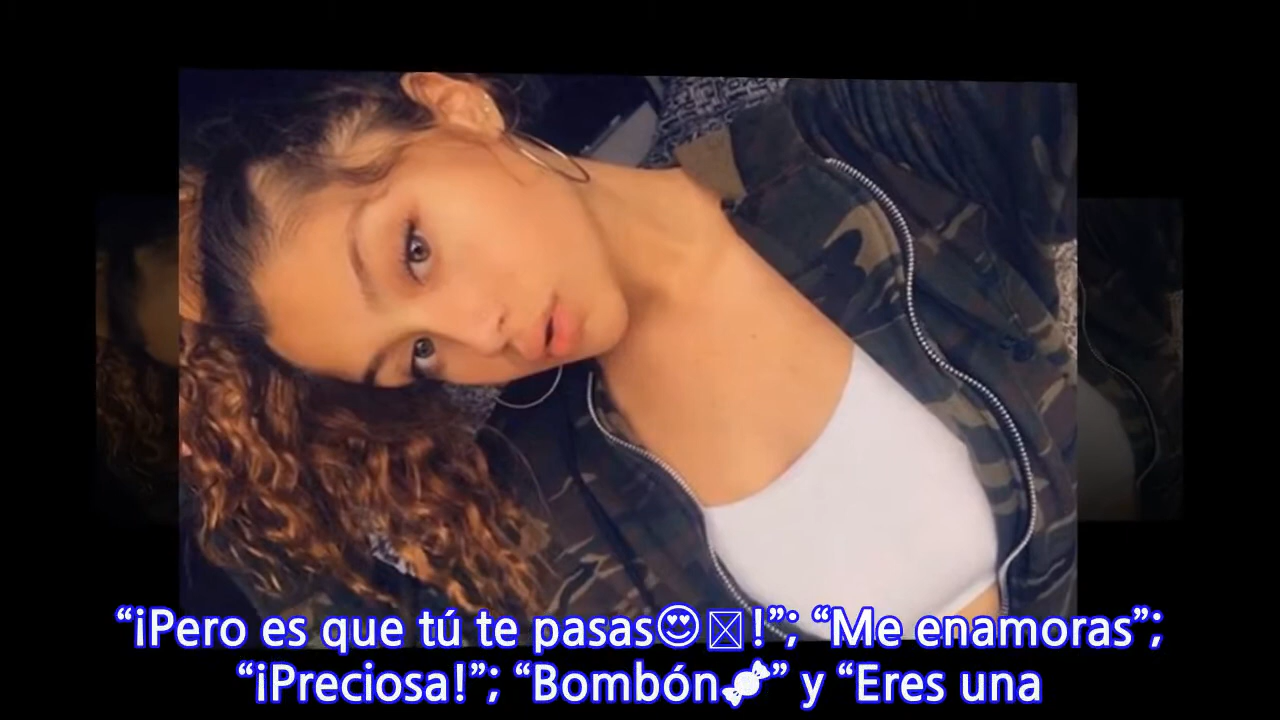 “¡Pero es que tú te pasas😍!”; “Me enamoras”;
“¡Preciosa!”; “Bombón🍬” y “Eres una